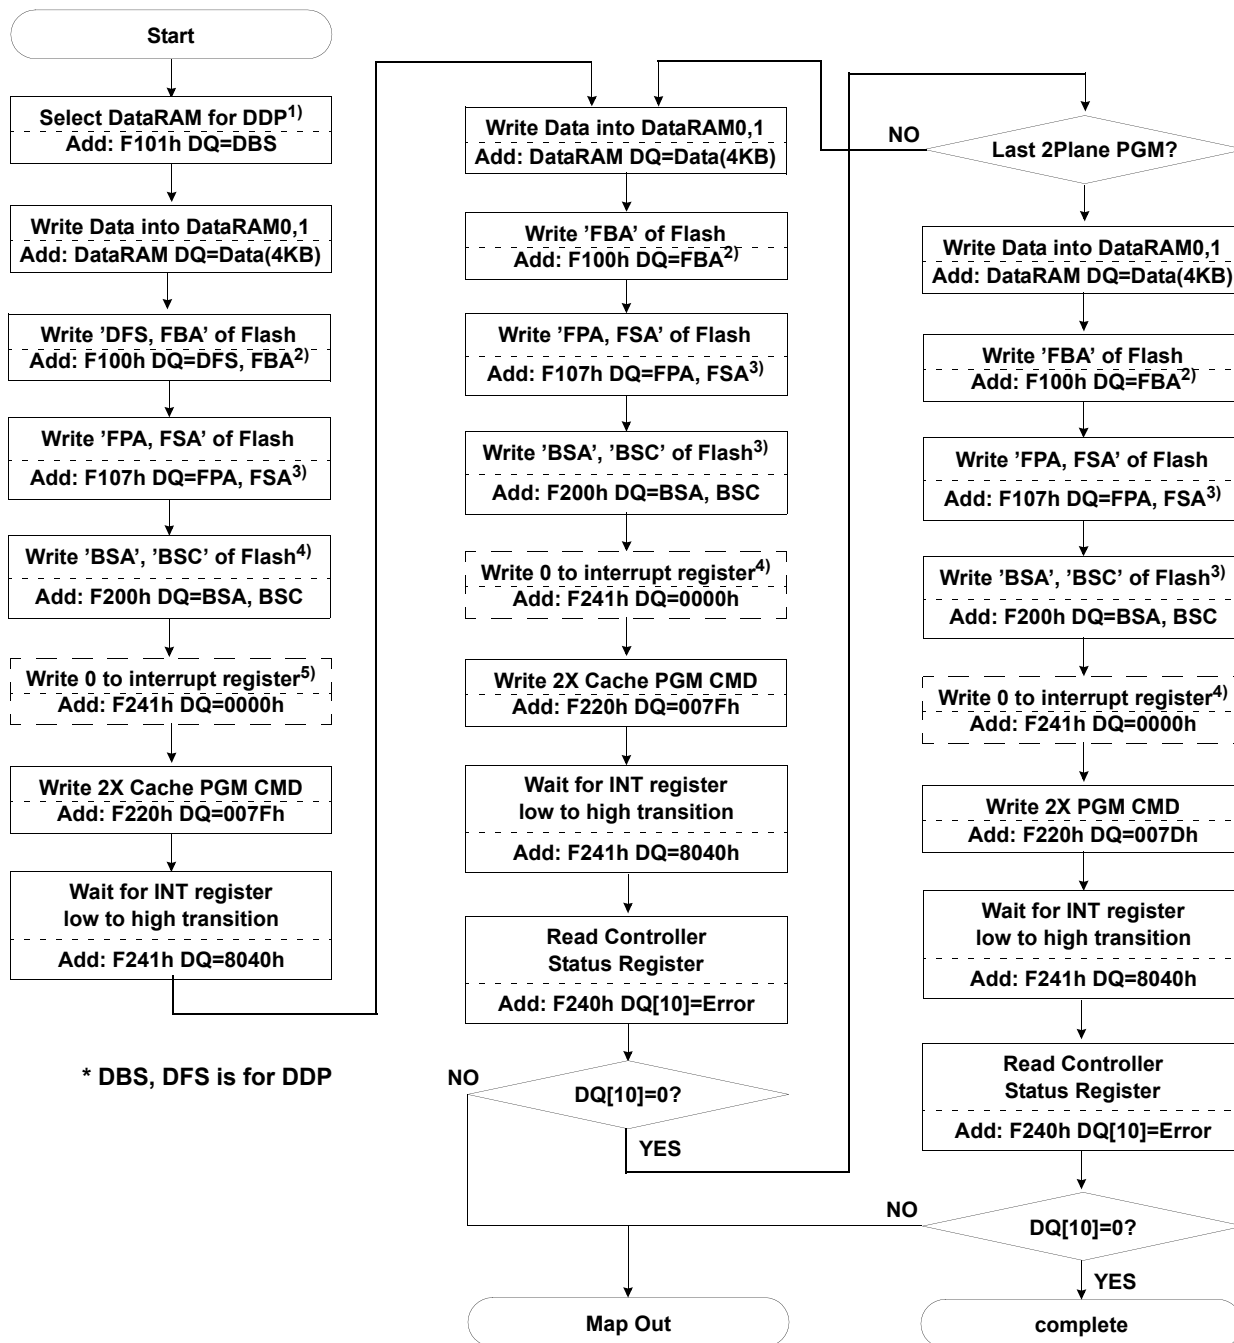 Start
Select DataRAM for DDP1)
Add: F101h DQ=DBS
Write Data into DataRAM0,1
Add: DataRAM DQ=Data(4KB)
Write ’DFS, FBA’ of Flash
Add: F100h DQ=DFS, FBA2)
Write 'FPA, FSA' of Flash
Add: F107h DQ=FPA, FSA3)
Write ’BSA’, ’BSC’ of Flash4)
Add: F200h DQ=BSA, BSC
Write 0 to interrupt register5)
Add: F241h DQ=0000h
Write 2X Cache PGM CMD
Add: F220h DQ=007Fh
Wait for INT register
low to high transition
Add: F241h DQ=8040h
* DBS, DFS is for DDP
Write Data into DataRAM0,1
Add: DataRAM DQ=Data(4KB)
Write 'FBA' of Flash
Add: F100h DQ=FBA2)
Write 'FPA, FSA' of Flash
Add: F107h DQ=FPA, FSA3)
Write 'BSA', 'BSC' of Flash3)
Add: F200h DQ=BSA, BSC
Write 0 to interrupt register4)
Add: F241h DQ=0000h
Write 2X Cache PGM CMD
Add: F220h DQ=007Fh
Wait for INT register
low to high transition
Add: F241h DQ=8040h
Read Controller
Status Register
Add: F240h DQ[10]=Error
NO
DQ[10]=0?
YES
Map Out
NO
Last 2Plane PGM?
Write Data into DataRAM0,1
Add: DataRAM DQ=Data(4KB)
Write 'FBA' of Flash
Add: F100h DQ=FBA2)
Write 'FPA, FSA' of Flash
Add: F107h DQ=FPA, FSA3)
Write ’BSA’, ’BSC’ of Flash3)
Add: F200h DQ=BSA, BSC
Write 0 to interrupt register4)
Add: F241h DQ=0000h
Write 2X PGM CMD
Add: F220h DQ=007Dh
Wait for INT register
low to high transition
Add: F241h DQ=8040h
Read Controller
Status Register
Add: F240h DQ[10]=Error
NO
DQ[10]=0?
YES
complete